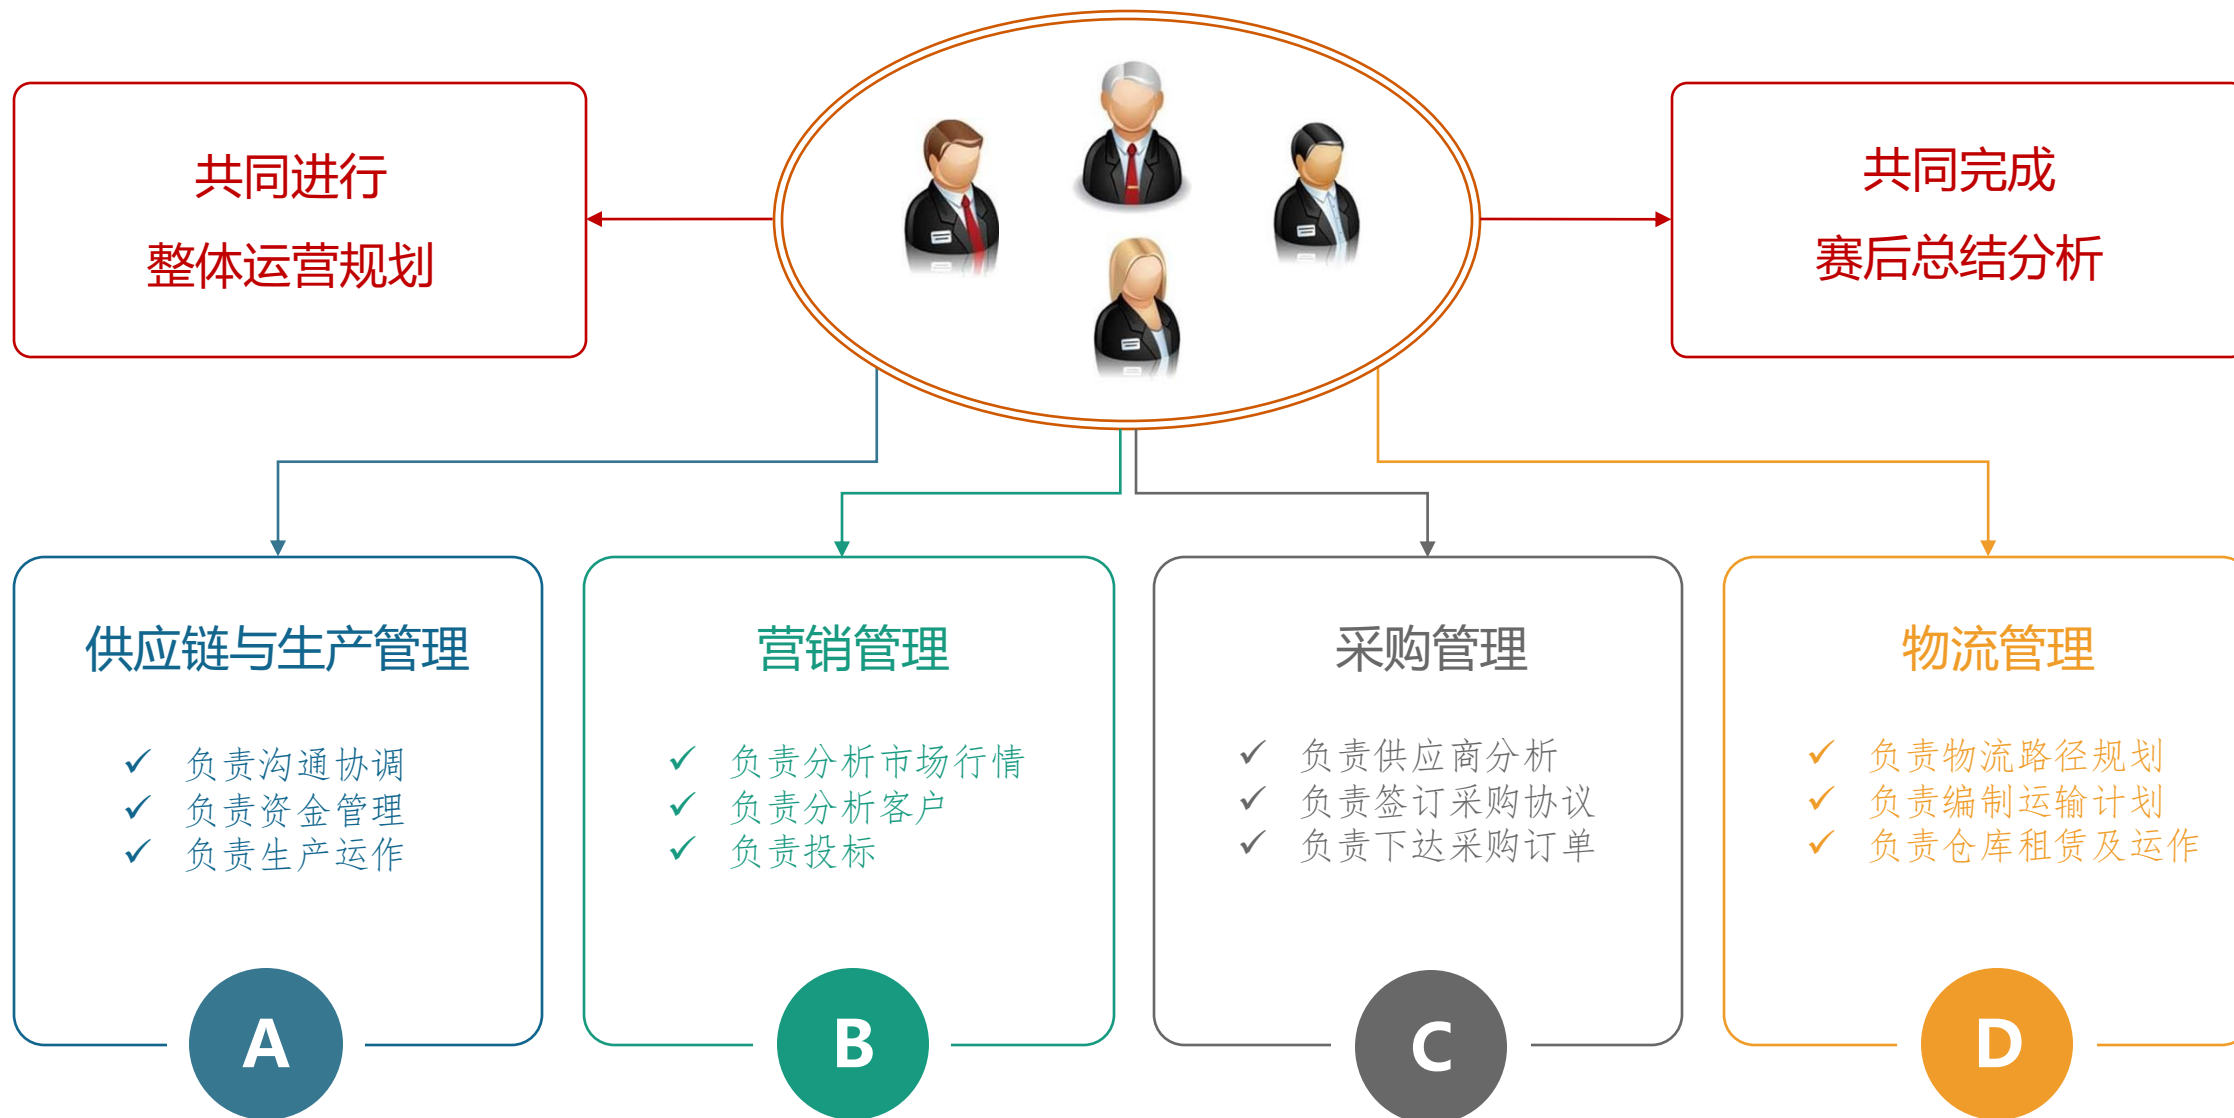 共同进行
整体运营规划
共同完成
赛后总结分析
供应链与生产管理
✓ 负责沟通协调
✓ 负责资金管理
✓ 负责生产运作
A
营销管理
✓ 负责分析市场行情
✓ 负责分析客户
✓ 负责投标
B
采购管理
✓ 负责供应商分析
✓ 负责签订采购协议
✓ 负责下达采购订单
C
物流管理
✓ 负责物流路径规划
✓ 负责编制运输计划
✓ 负责仓库租赁及运作
D